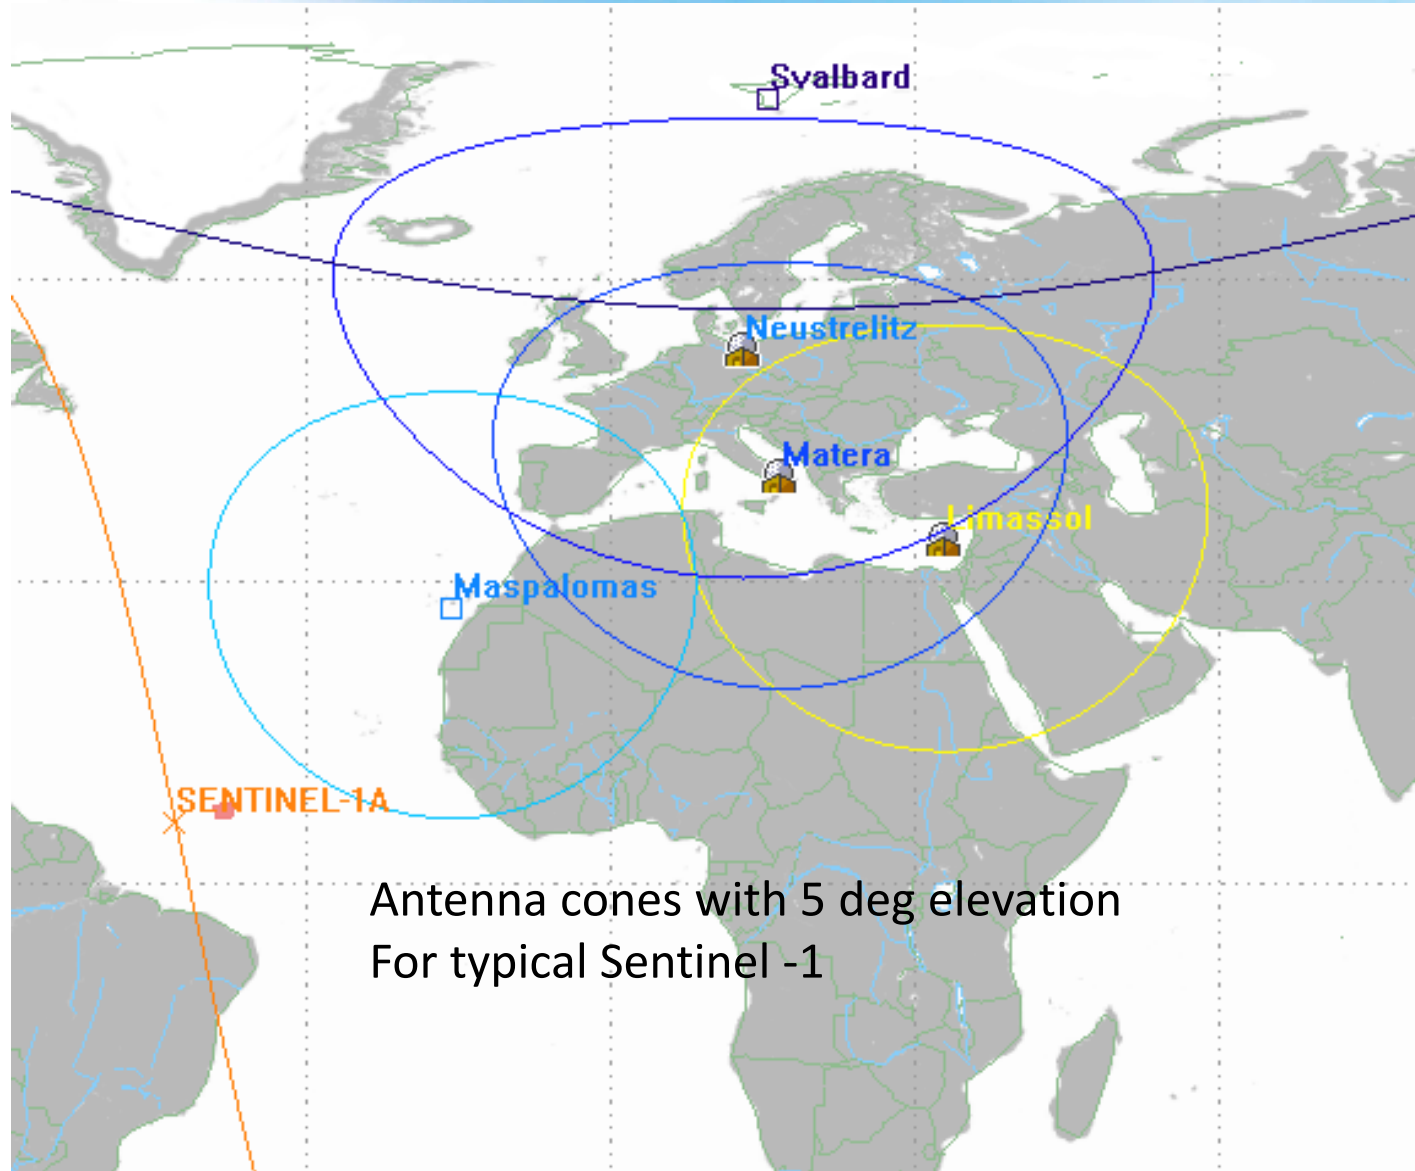 Svalbard
Neustrelitz
Matera
Limassol
Maspalomas
SENTINEL-1A
Antenna cones with 5 deg elevation
For typical Sentinel -1